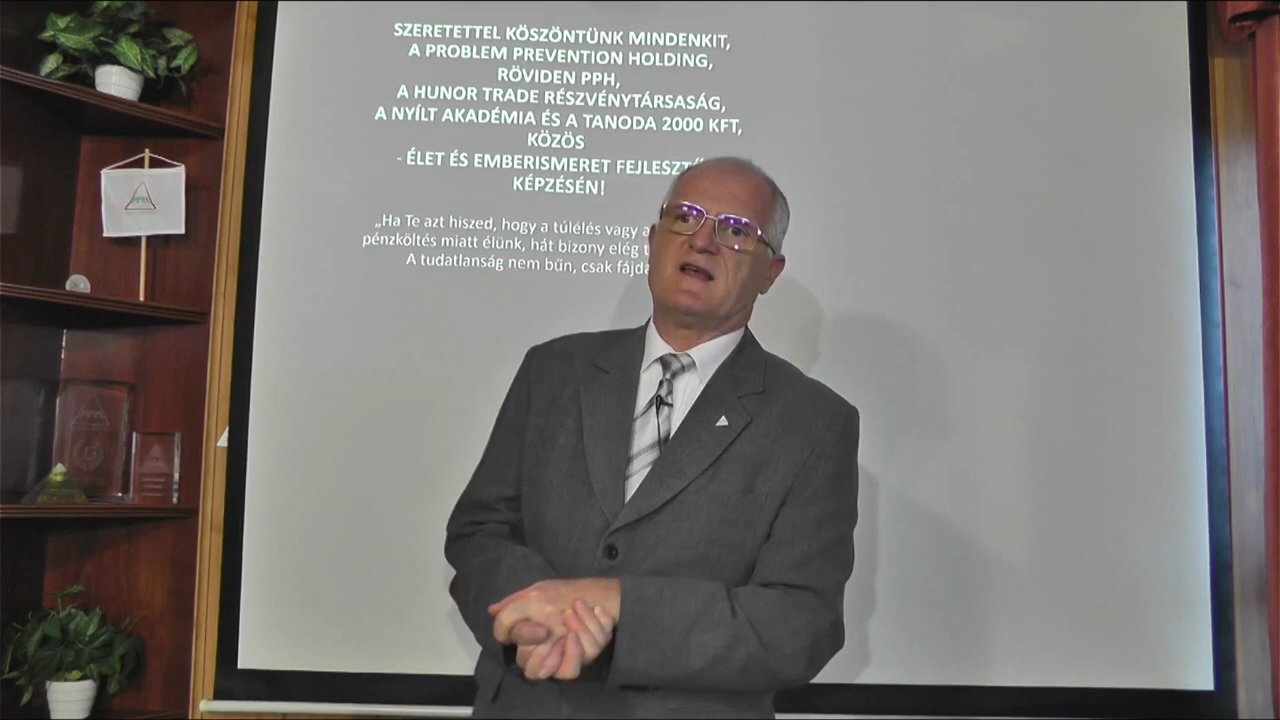 SZERETETTEL KÖSZÖNTÜNK MINDENKIT,
A PROBLEM PREVENTION HOLDING,
RÖVIDEN PPH,
A HUNOR TRADE RÉSZVÉNYTÁRSASÁG,
A NYÍLT AKADÉMIA ÉS A TANODA 2000 KFT,
KÖZÖS
- ÉLET ÉS EMBERISMERET
KÉPZÉSÉN!
„Ha Te azt hiszed, hogy a túlélés vagy a
pénzköltés miatt élünk, hát bizony elég
A tudatlanság nem bűn, csak